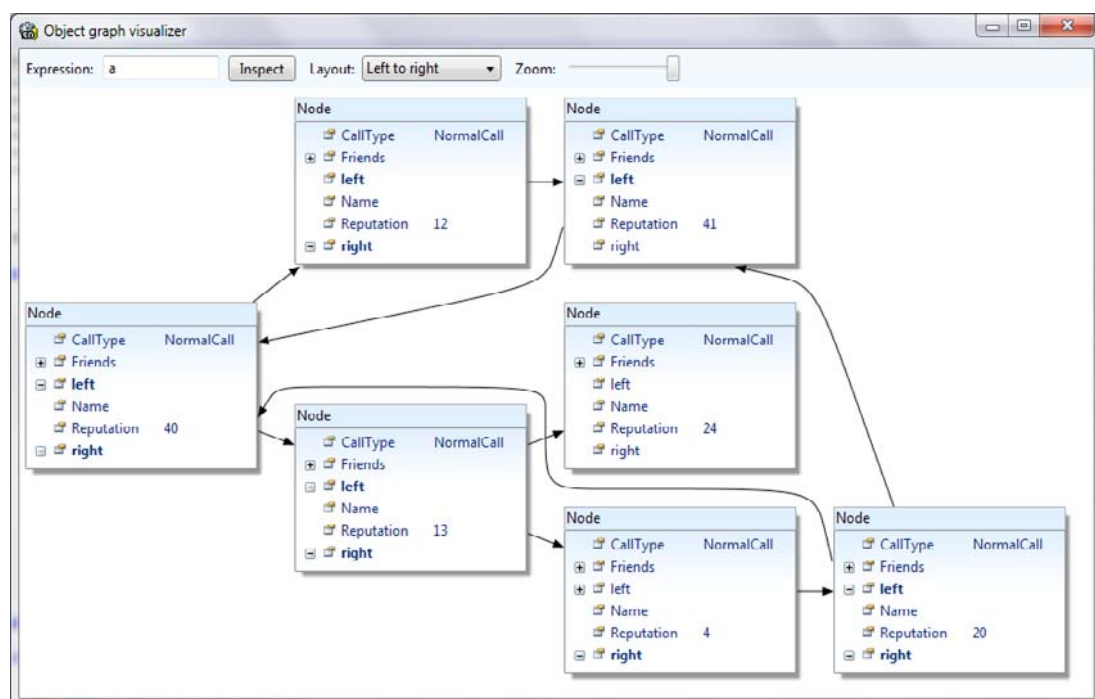 Object graph visualizer
Expression: a Inspect Layout: Left to right Zoom:
Node
CallType NormalCall
Friends
left
Name
Reputation 12
right
Node
CallType NormalCall
Friends
left
Name
Reputation 41
right
Node
CallType NormalCall
Friends
left
Name
Reputation 40
right
Node
CallType NormalCall
Friends
left
Name
Reputation 24
right
Node
CallType NormalCall
Friends
left
Name
Reputation 13
right
Node
CallType NormalCall
Friends
left
Name
Reputation 4
right
Node
CallType NormalCall
Friends
left
Name
Reputation 20
right